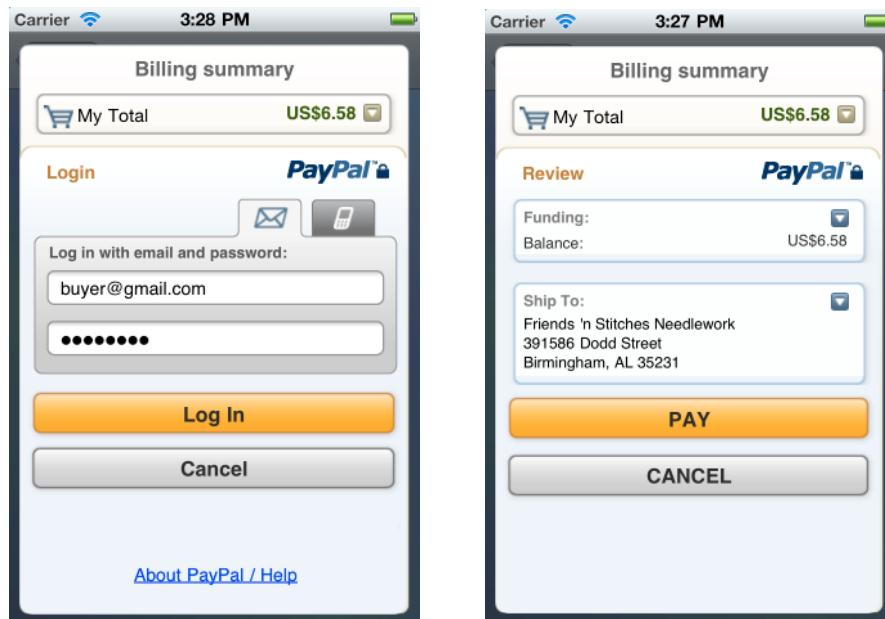 Carrier 3:28 PM
Billing summary
My Total US$6.58
Login PayPal™
Log in with email and password:
buyer@gmail.com
●●●●●●●●
Log In
Cancel
About PayPal / Help
Carrier 3:27 PM
Billing summary
My Total US$6.58
Review PayPal™
Funding:
Balance: US$6.58
Ship To:
Friends 'n Stitches Needlework
391586 Dodd Street
Birmingham, AL 35231
PAY
CANCEL